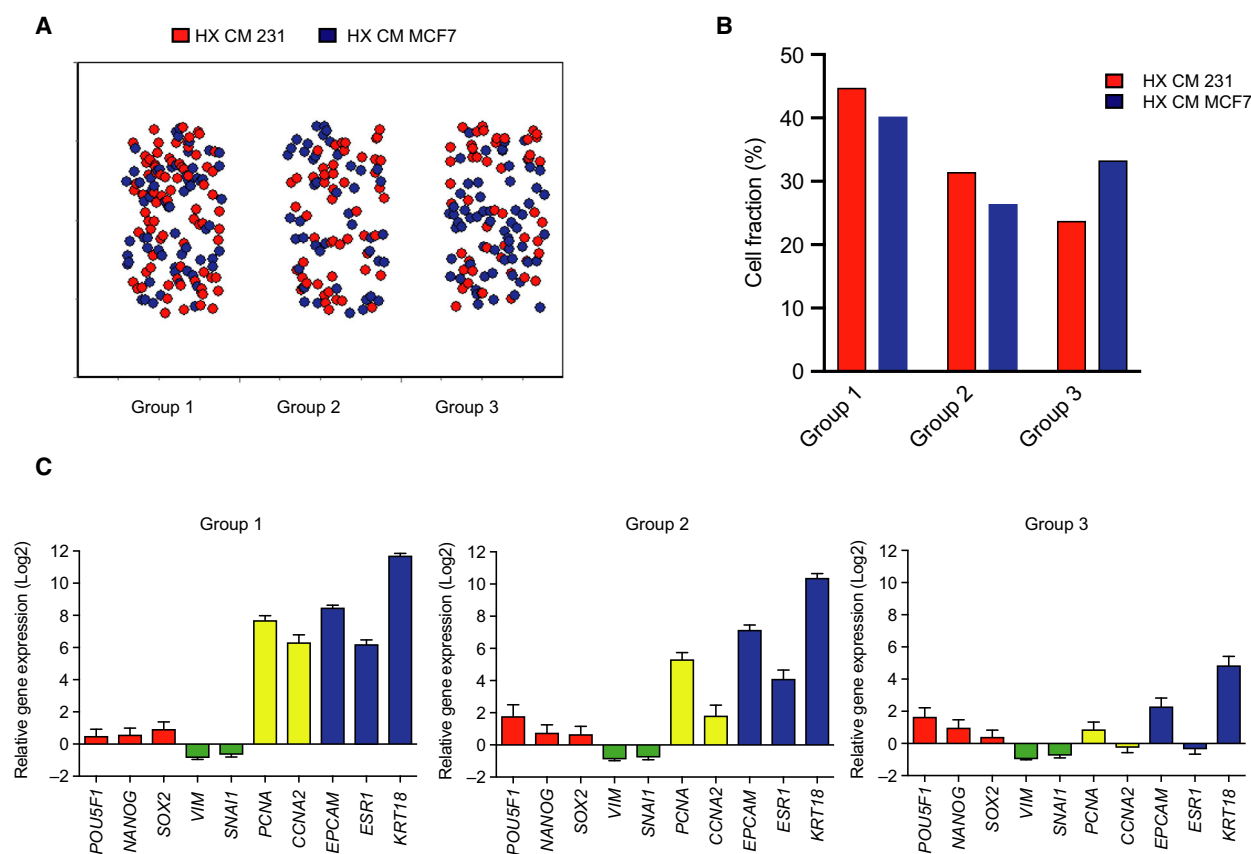 A
HX CM 231 HX CM MCF7
Group 1 Group 2 Group 3
B
Cell fraction (%)
50
40
30
20
10
0
HX CM 231
HX CM MCF7
Group 1 Group 2 Group 3
C
Group 1
Relative gene expression (Log2)
12
10
8
6
4
2
0
–2
POU5F1 NANOG SOX2 VIM SNAI1 PCNA CCNA2 EPCAM ESR1 KRT18
Group 2
Relative gene expression (Log2)
12
10
8
6
4
2
0
–2
POU5F1 NANOG SOX2 VIM SNAI1 PCNA CCNA2 EPCAM ESR1 KRT18
Group 3
Relative gene expression (Log2)
12
10
8
6
4
2
0
–2
POU5F1 NANOG SOX2 VIM SNAI1 PCNA CCNA2 EPCAM ESR1 KRT18